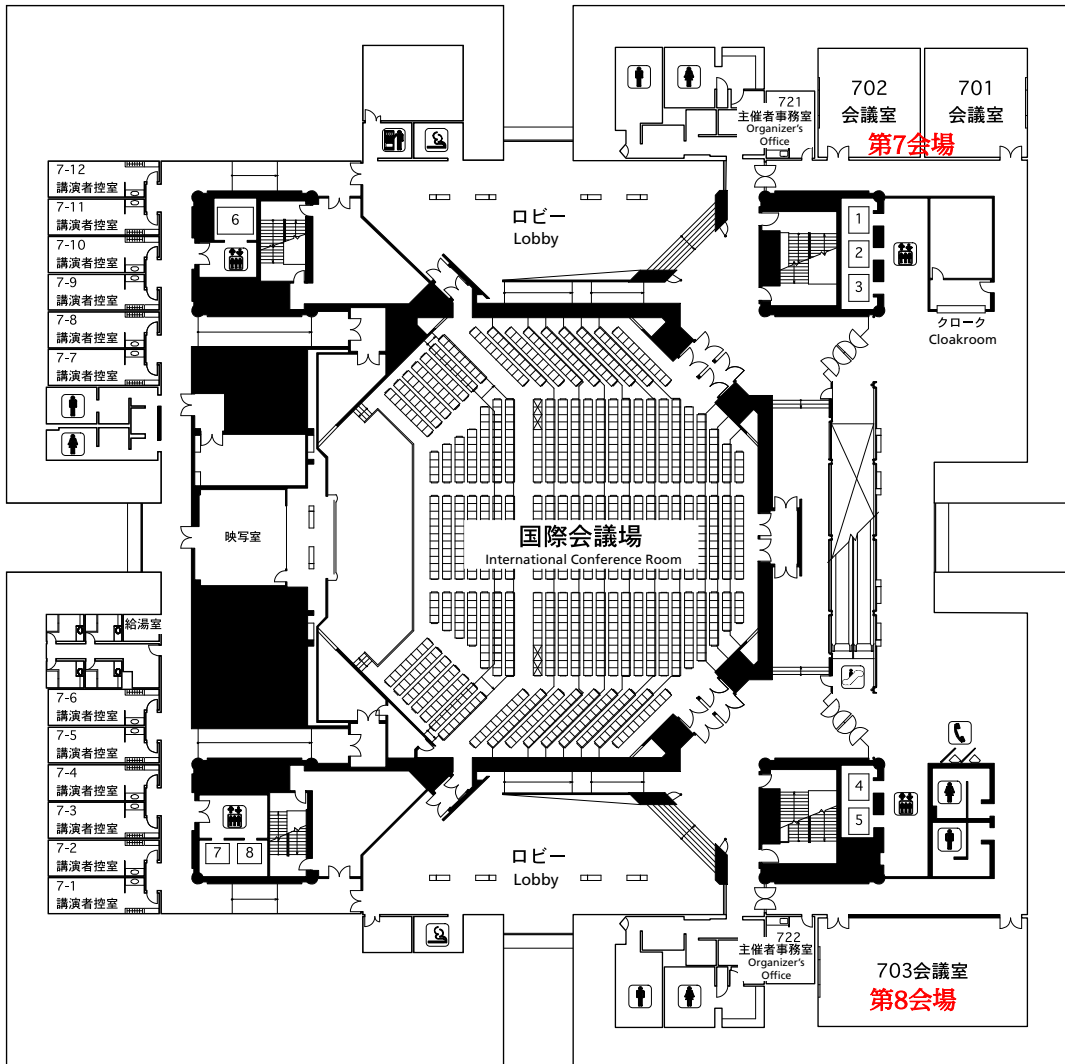 702
会議室
第7会場
701
会議室
721
主催者事務室
Organizer's
Office
7-12
講演者控室
7-11
講演者控室
7-10
講演者控室
7-9
講演者控室
7-8
講演者控室
7-7
講演者控室
6
ロビー
Lobby
1
2
3
クローク
Cloakroom
国際会議場
International Conference Room
映写室
給湯室
7-6
講演者控室
7-5
講演者控室
7-4
講演者控室
7-3
講演者控室
7-2
講演者控室
7-1
講演者控室
7
8
ロビー
Lobby
4
5
722
主催者事務室
Organizer's
Office
703会議室
第8会場